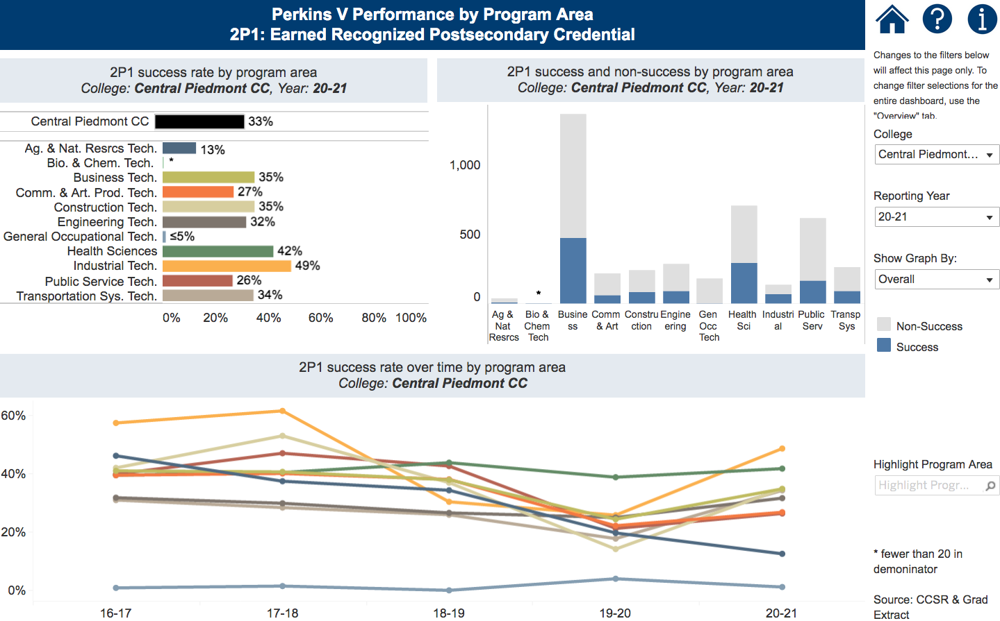 Perkins V Performance by Program Area
2P1: Earned Recognized Postsecondary Credential
Changes to the filters below
will affect this page only. To
change filter selections for the
entire dashboard, use the
"Overview" tab.
2P1 success rate by program area
College: Central Piedmont CC, Year: 20-21
Central Piedmont CC 33%
Ag. & Nat. Resrcs Tech. 13%
Bio. & Chem. Tech. *
Business Tech. 35%
Comm. & Art. Prod. Tech. 27%
Construction Tech. 35%
Engineering Tech. 32%
General Occupational Tech. ≤5%
Health Sciences 42%
Industrial Tech. 49%
Public Service Tech. 26%
Transportation Sys. Tech. 34%
0% 20% 40% 60% 80% 100%
2P1 success and non-success by program area
College: Central Piedmont CC, Year: 20-21
1,000
500
0
*
Ag & Bio & Busine Comm Constru Engine Gen Health Industri Public Transp
Nat Chem ss & Art ction ering Occ Sci al Serv Sys
Resrcs Tech Tech
College
Central Piedmont...
Reporting Year
20-21
Show Graph By:
Overall
Non-Success
Success
2P1 success rate over time by program area
College: Central Piedmont CC
60%
40%
20%
0%
16-17 17-18 18-19 19-20 20-21
Highlight Program Area
Highlight Progr...
* fewer than 20 in
demoninator
Source: CCSR & Grad
Extract